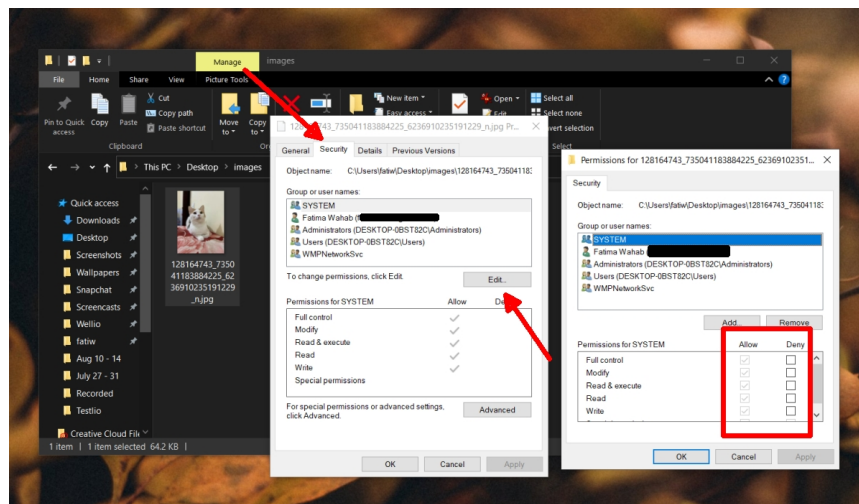 Manage
images
File
Home
Share
View
Picture Tools
Pin to Quick access
Copy
Paste
Cut
Copy path
Paste shortcut
Move to
Copy to
New item
Easy access
Open
Edit
Select all
Select none
Invert selection
Clipboard
Select
This PC > Desktop > images
Quick access
Downloads
Desktop
Screenshots
Wallpapers
Snapchat
Screencasts
Wellio
fatiw
Aug 10 - 14
July 27 - 31
Recorded
Testlio
Creative Cloud File
128164743_7350
41183884225_62
36910235191229
_n.jpg
1 item
1 item selected 64.2 KB
128164743_735041183884225_6236910235191229_n.jpg Pr...
General
Security
Details
Previous Versions
Object name: C:\Users\fatiw\Desktop\images\128164743_735041183
Group or user names:
SYSTEM
Fatima Wahab
Administrators (DESKTOP-0BST82C\Administrators)
Users (DESKTOP-0BST82C\Users)
WMPNetworkSvc
To change permissions, click Edit.
Edit...
Permissions for SYSTEM
Allow
Full control
Modify
Read & execute
Read
Write
Special permissions
For special permissions or advanced settings,
click Advanced.
Advanced
OK
Cancel
Apply
Permissions for 128164743_735041183884225_62369102351...
Security
Object name: C:\Users\fatiw\Desktop\images\128164743_735041183
Group or user names:
SYSTEM
Fatima Wahab
Administrators (DESKTOP-0BST82C\Administrators)
Users (DESKTOP-0BST82C\Users)
WMPNetworkSvc
Add...
Remove
Permissions for SYSTEM
Allow
Deny
Full control
Modify
Read & execute
Read
Write
OK
Cancel
Apply